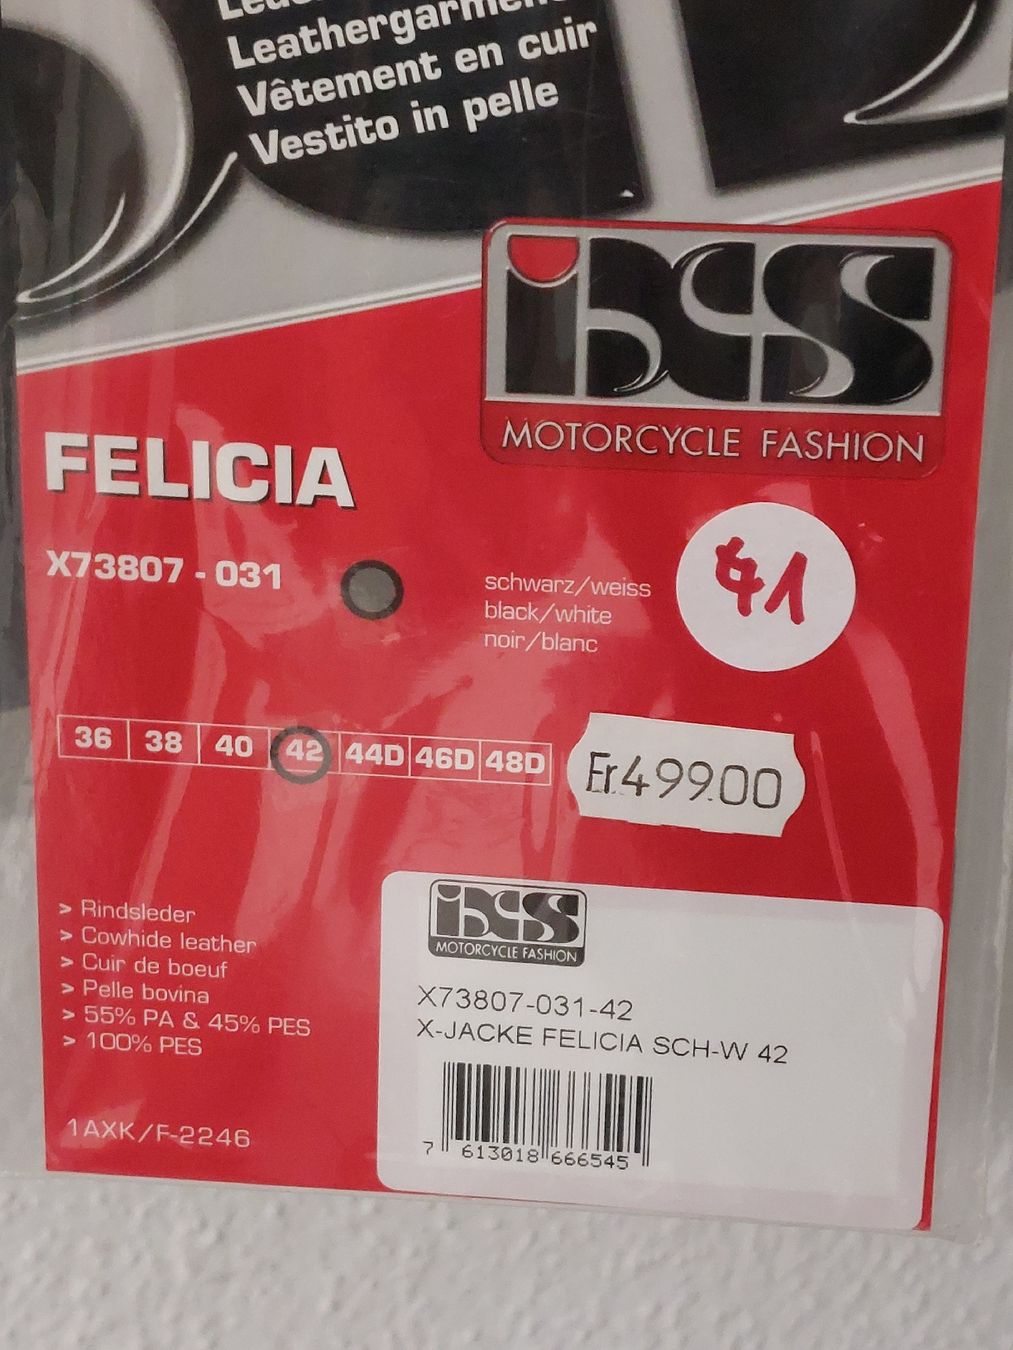 Leathergarment
Vêtement en cuir
Vestito in pelle
iXS
MOTORCYCLE FASHION
FELICIA
X73807 - 031
schwarz/weiss
black/white
noir/blanc
41
36 38 40 42 44D 46D 48D
Fr.499.00
> Rindsleder
> Cowhide leather
> Cuir de boeuf
> Pelle bovina
> 55% PA & 45% PES
> 100% PES
1AXK/F-2246
iXS
MOTORCYCLE FASHION
X73807-031-42
X-JACKE FELICIA SCH-W 42
7 613018 666545